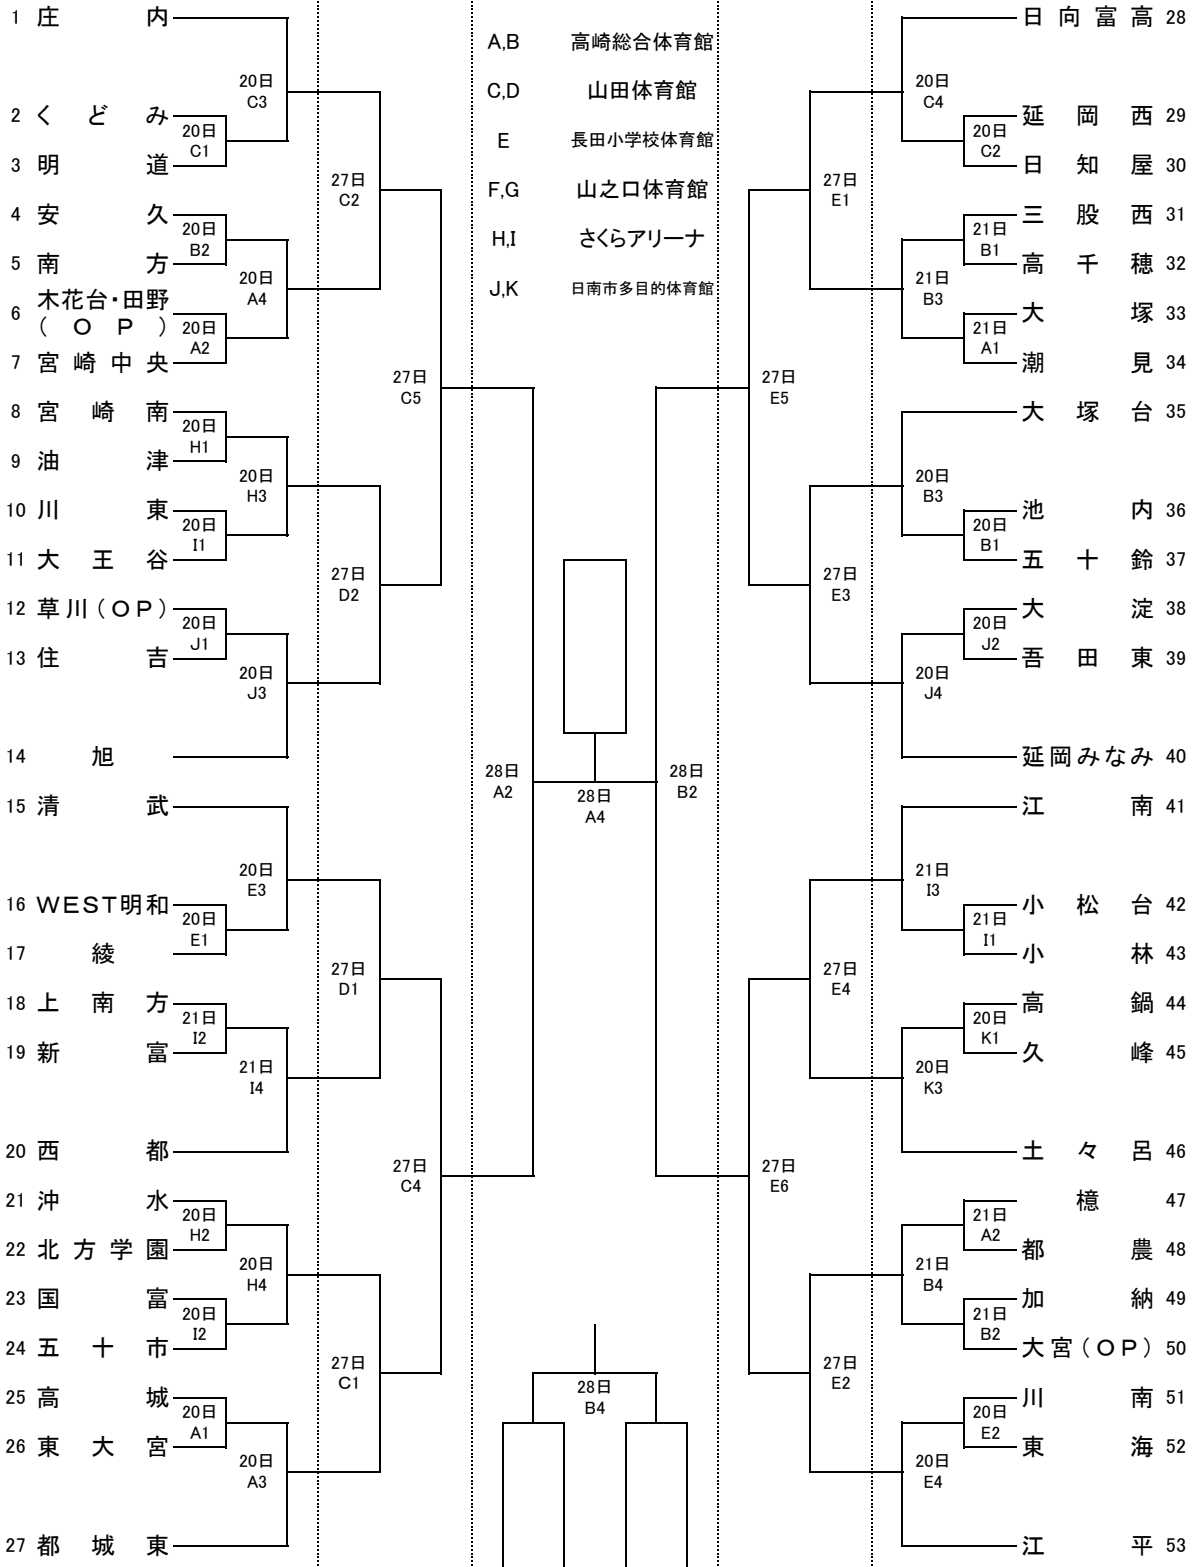 1 庄内
2 くどみ
3 明道
4 安久
5 南方
6 木花台・田野
(OP)
7 宮崎中央
8 宮崎南
9 油津
10 川東
11 大王谷
12 草川(OP)
13 住吉
14 旭
15 清武
16 WEST明和
17 綾
18 上南方
19 新富
20 西都
21 沖水
22 北方学園
23 国富
24 五十市
25 高城
26 東大宮
27 都城東
20日
C3
20日
C1
20日
B2
20日
A4
20日
A2
20日
H1
20日
H3
20日
I1
20日
J1
20日
J3
20日
E3
20日
E1
21日
I2
21日
I4
20日
H2
20日
H4
20日
I2
20日
A1
20日
A3
27日
C2
27日
D2
27日
D1
27日
C1
27日
C5
27日
C4
A,B 高崎総合体育館
C,D 山田体育館
E 長田小学校体育館
F,G 山之口体育館
H,I さくらアリーナ
J,K 日南市多目的体育館
28日
A2
28日
A4
28日
B2
28日
B4
27日
E5
27日
E6
27日
E1
27日
E3
27日
E4
27日
E2
20日
C4
20日
C2
21日
B1
21日
B3
21日
A1
20日
B3
20日
B1
20日
J2
20日
J4
21日
I3
21日
I1
20日
K1
20日
K3
21日
A2
21日
B4
21日
B2
20日
E2
20日
E4
日向富高 28
延岡西 29
日知屋 30
三股西 31
高千穂 32
大塚 33
潮見 34
大塚台 35
池内 36
五十鈴 37
大淀 38
吾田東 39
延岡みなみ 40
江南 41
小松台 42
小林 43
高鍋 44
久峰 45
土々呂 46
檍 47
都農 48
加納 49
大宮(OP) 50
川南 51
東海 52
江平 53